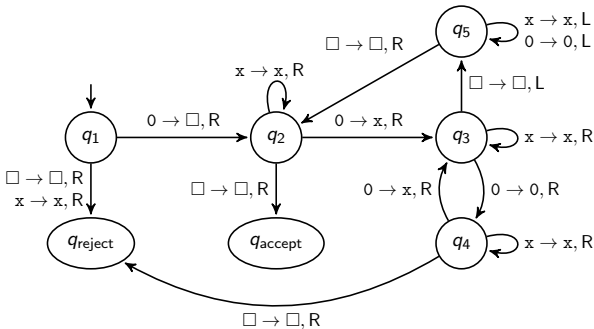 q5
x → x, L
0 → 0, L
□ → □, R
x → x, R
□ → □, L
q1
0 → □, R
q2
0 → x, R
q3
x → x, R
□ → □, R
x → x, R
□ → □, R
0 → x, R
0 → 0, R
qreject
qaccept
q4
x → x, R
□ → □, R